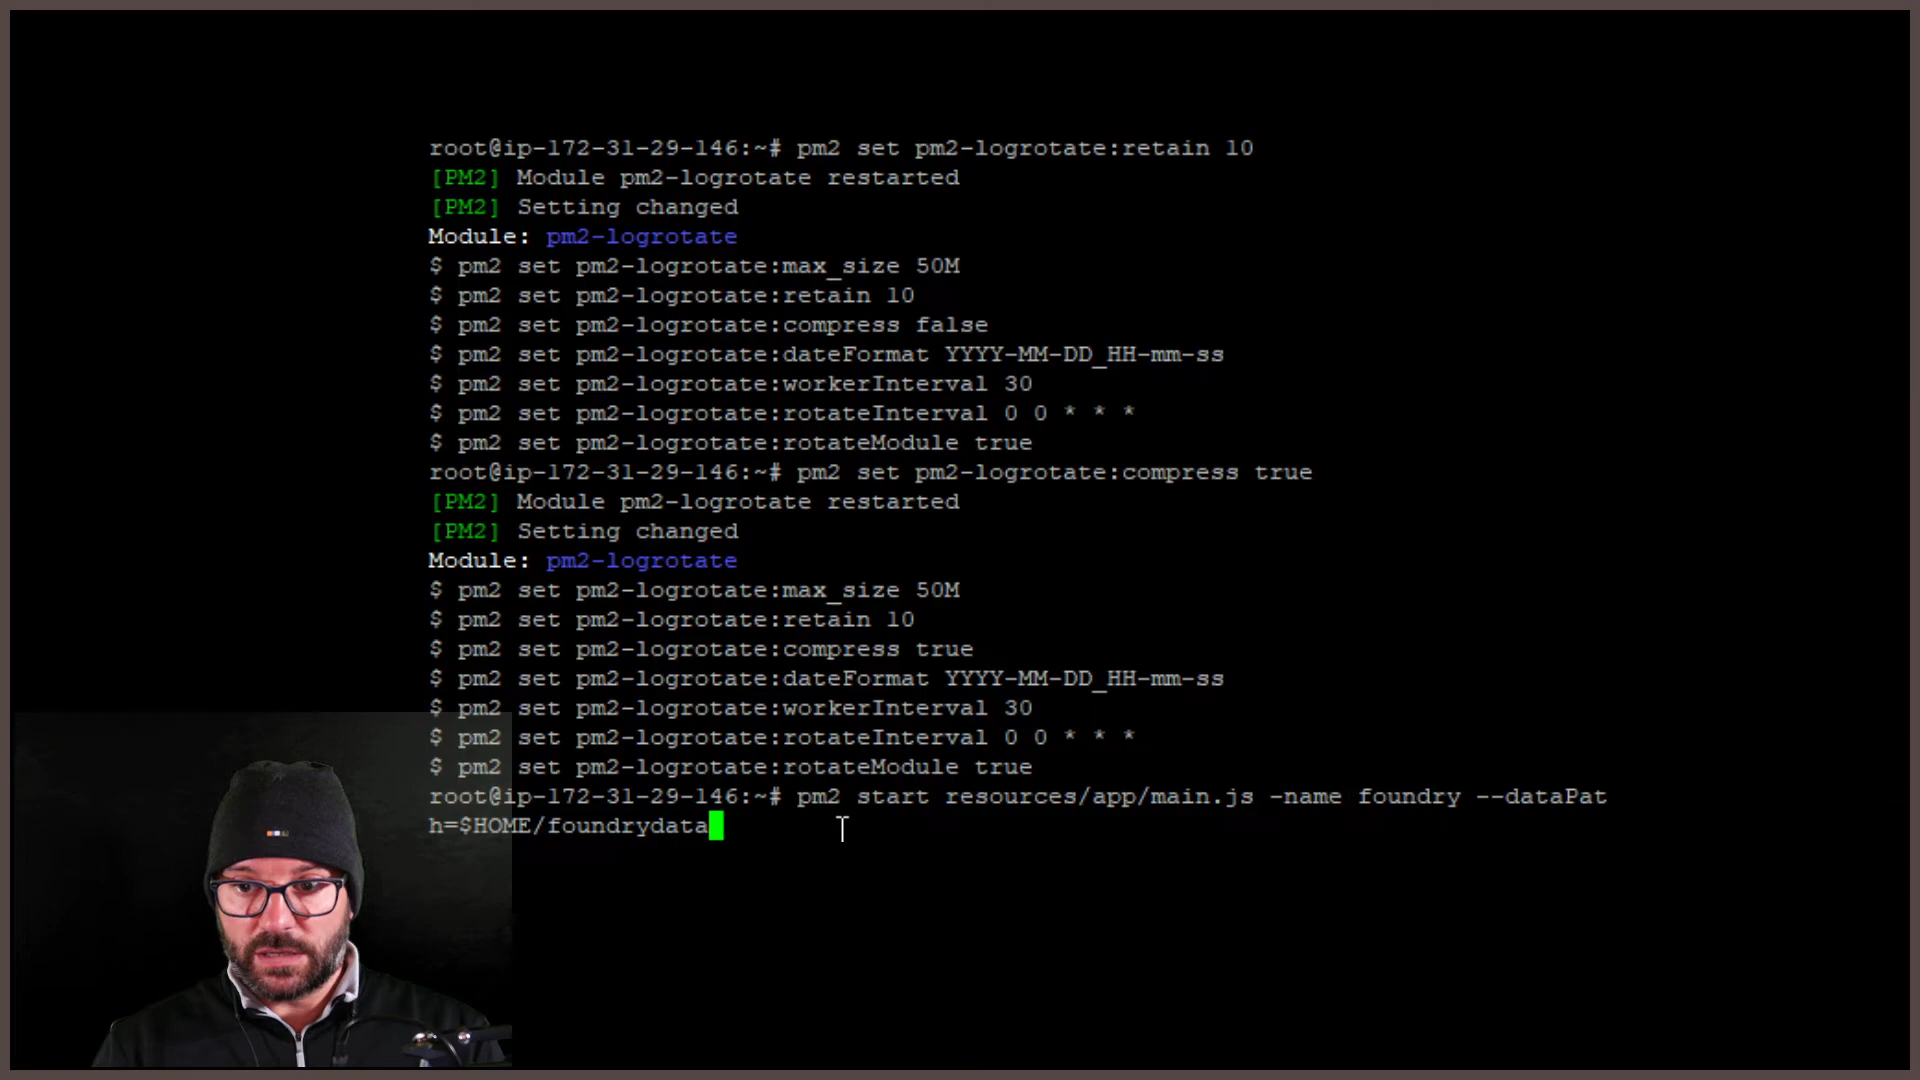 root@ip-172-31-29-146:~# pm2 set pm2-logrotate:retain 10
[PM2] Module pm2-logrotate restarted
[PM2] Setting changed
Module: pm2-logrotate
$ pm2 set pm2-logrotate:max_size 50M
$ pm2 set pm2-logrotate:retain 10
$ pm2 set pm2-logrotate:compress false
$ pm2 set pm2-logrotate:dateFormat YYYY-MM-DD_HH-mm-ss
$ pm2 set pm2-logrotate:workerInterval 30
$ pm2 set pm2-logrotate:rotateInterval 0 0 * * *
$ pm2 set pm2-logrotate:rotateModule true
root@ip-172-31-29-146:~# pm2 set pm2-logrotate:compress true
[PM2] Module pm2-logrotate restarted
[PM2] Setting changed
Module: pm2-logrotate
$ pm2 set pm2-logrotate:max_size 50M
$ pm2 set pm2-logrotate:retain 10
$ pm2 set pm2-logrotate:compress true
$ pm2 set pm2-logrotate:dateFormat YYYY-MM-DD_HH-mm-ss
$ pm2 set pm2-logrotate:workerInterval 30
$ pm2 set pm2-logrotate:rotateInterval 0 0 * * *
$ pm2 set pm2-logrotate:rotateModule true
root@ip-172-31-29-146:~# pm2 start resources/app/main.js -name foundry --dataPat
h=$HOME/foundrydata